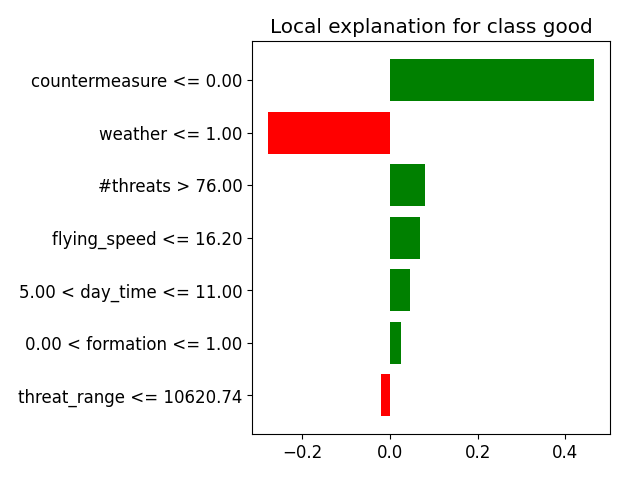 Local explanation for class good
countermeasure <= 0.00
weather <= 1.00
#threats > 76.00
flying_speed <= 16.20
5.00 < day_time <= 11.00
0.00 < formation <= 1.00
threat_range <= 10620.74
−0.2 0.0 0.2 0.4